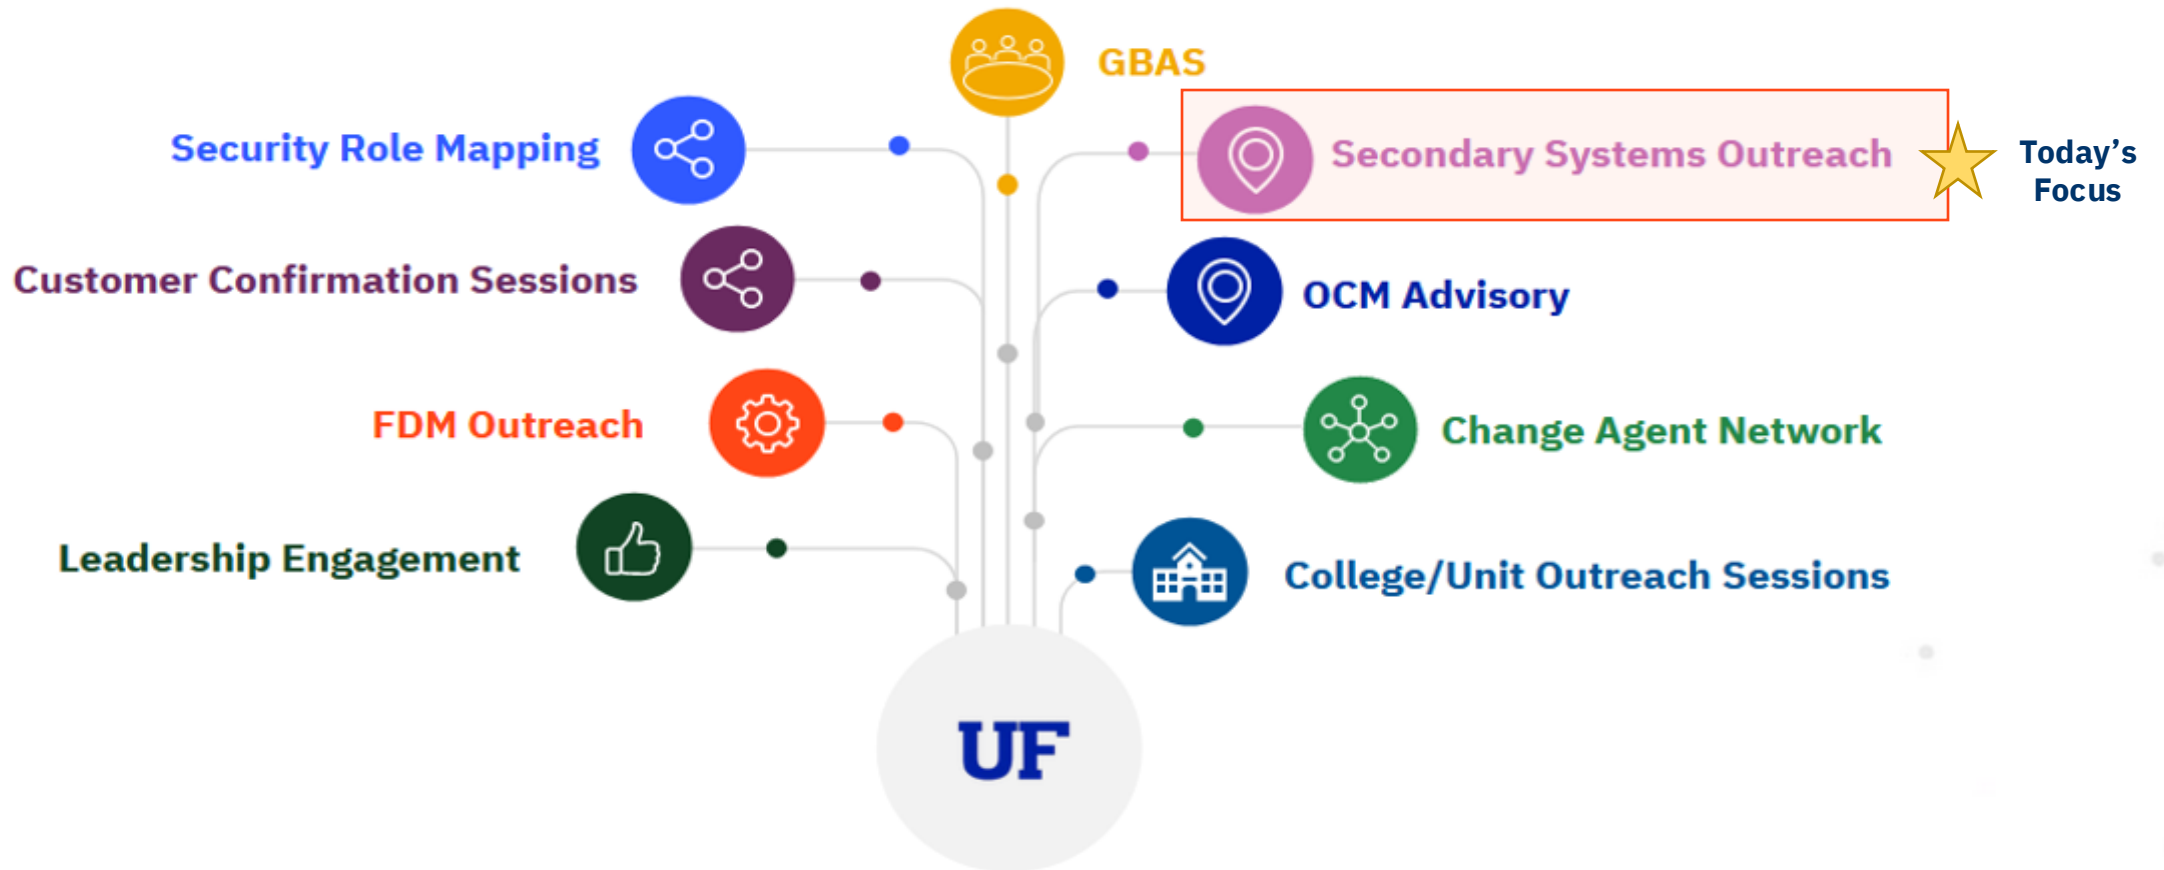 GBAS
Security Role Mapping
Secondary Systems Outreach
Today’s
Focus
Customer Confirmation Sessions
OCM Advisory
FDM Outreach
Change Agent Network
Leadership Engagement
College/Unit Outreach Sessions
UF